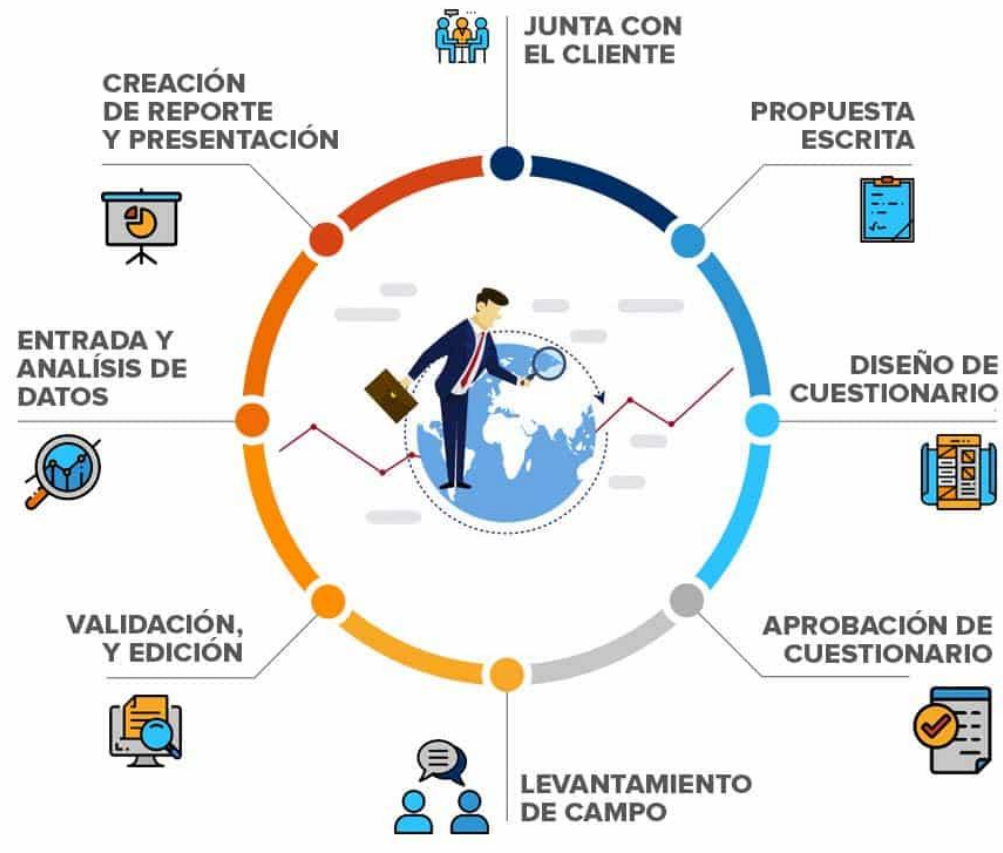 JUNTA CON
EL CLIENTE
PROPUESTA
ESCRITA
DISEÑO DE
CUESTIONARIO
APROBACIÓN DE
CUESTIONARIO
LEVANTAMIENTO
DE CAMPO
VALIDACIÓN,
Y EDICIÓN
ENTRADA Y
ANALÍSIS DE
DATOS
CREACIÓN
DE REPORTE
Y PRESENTACIÓN